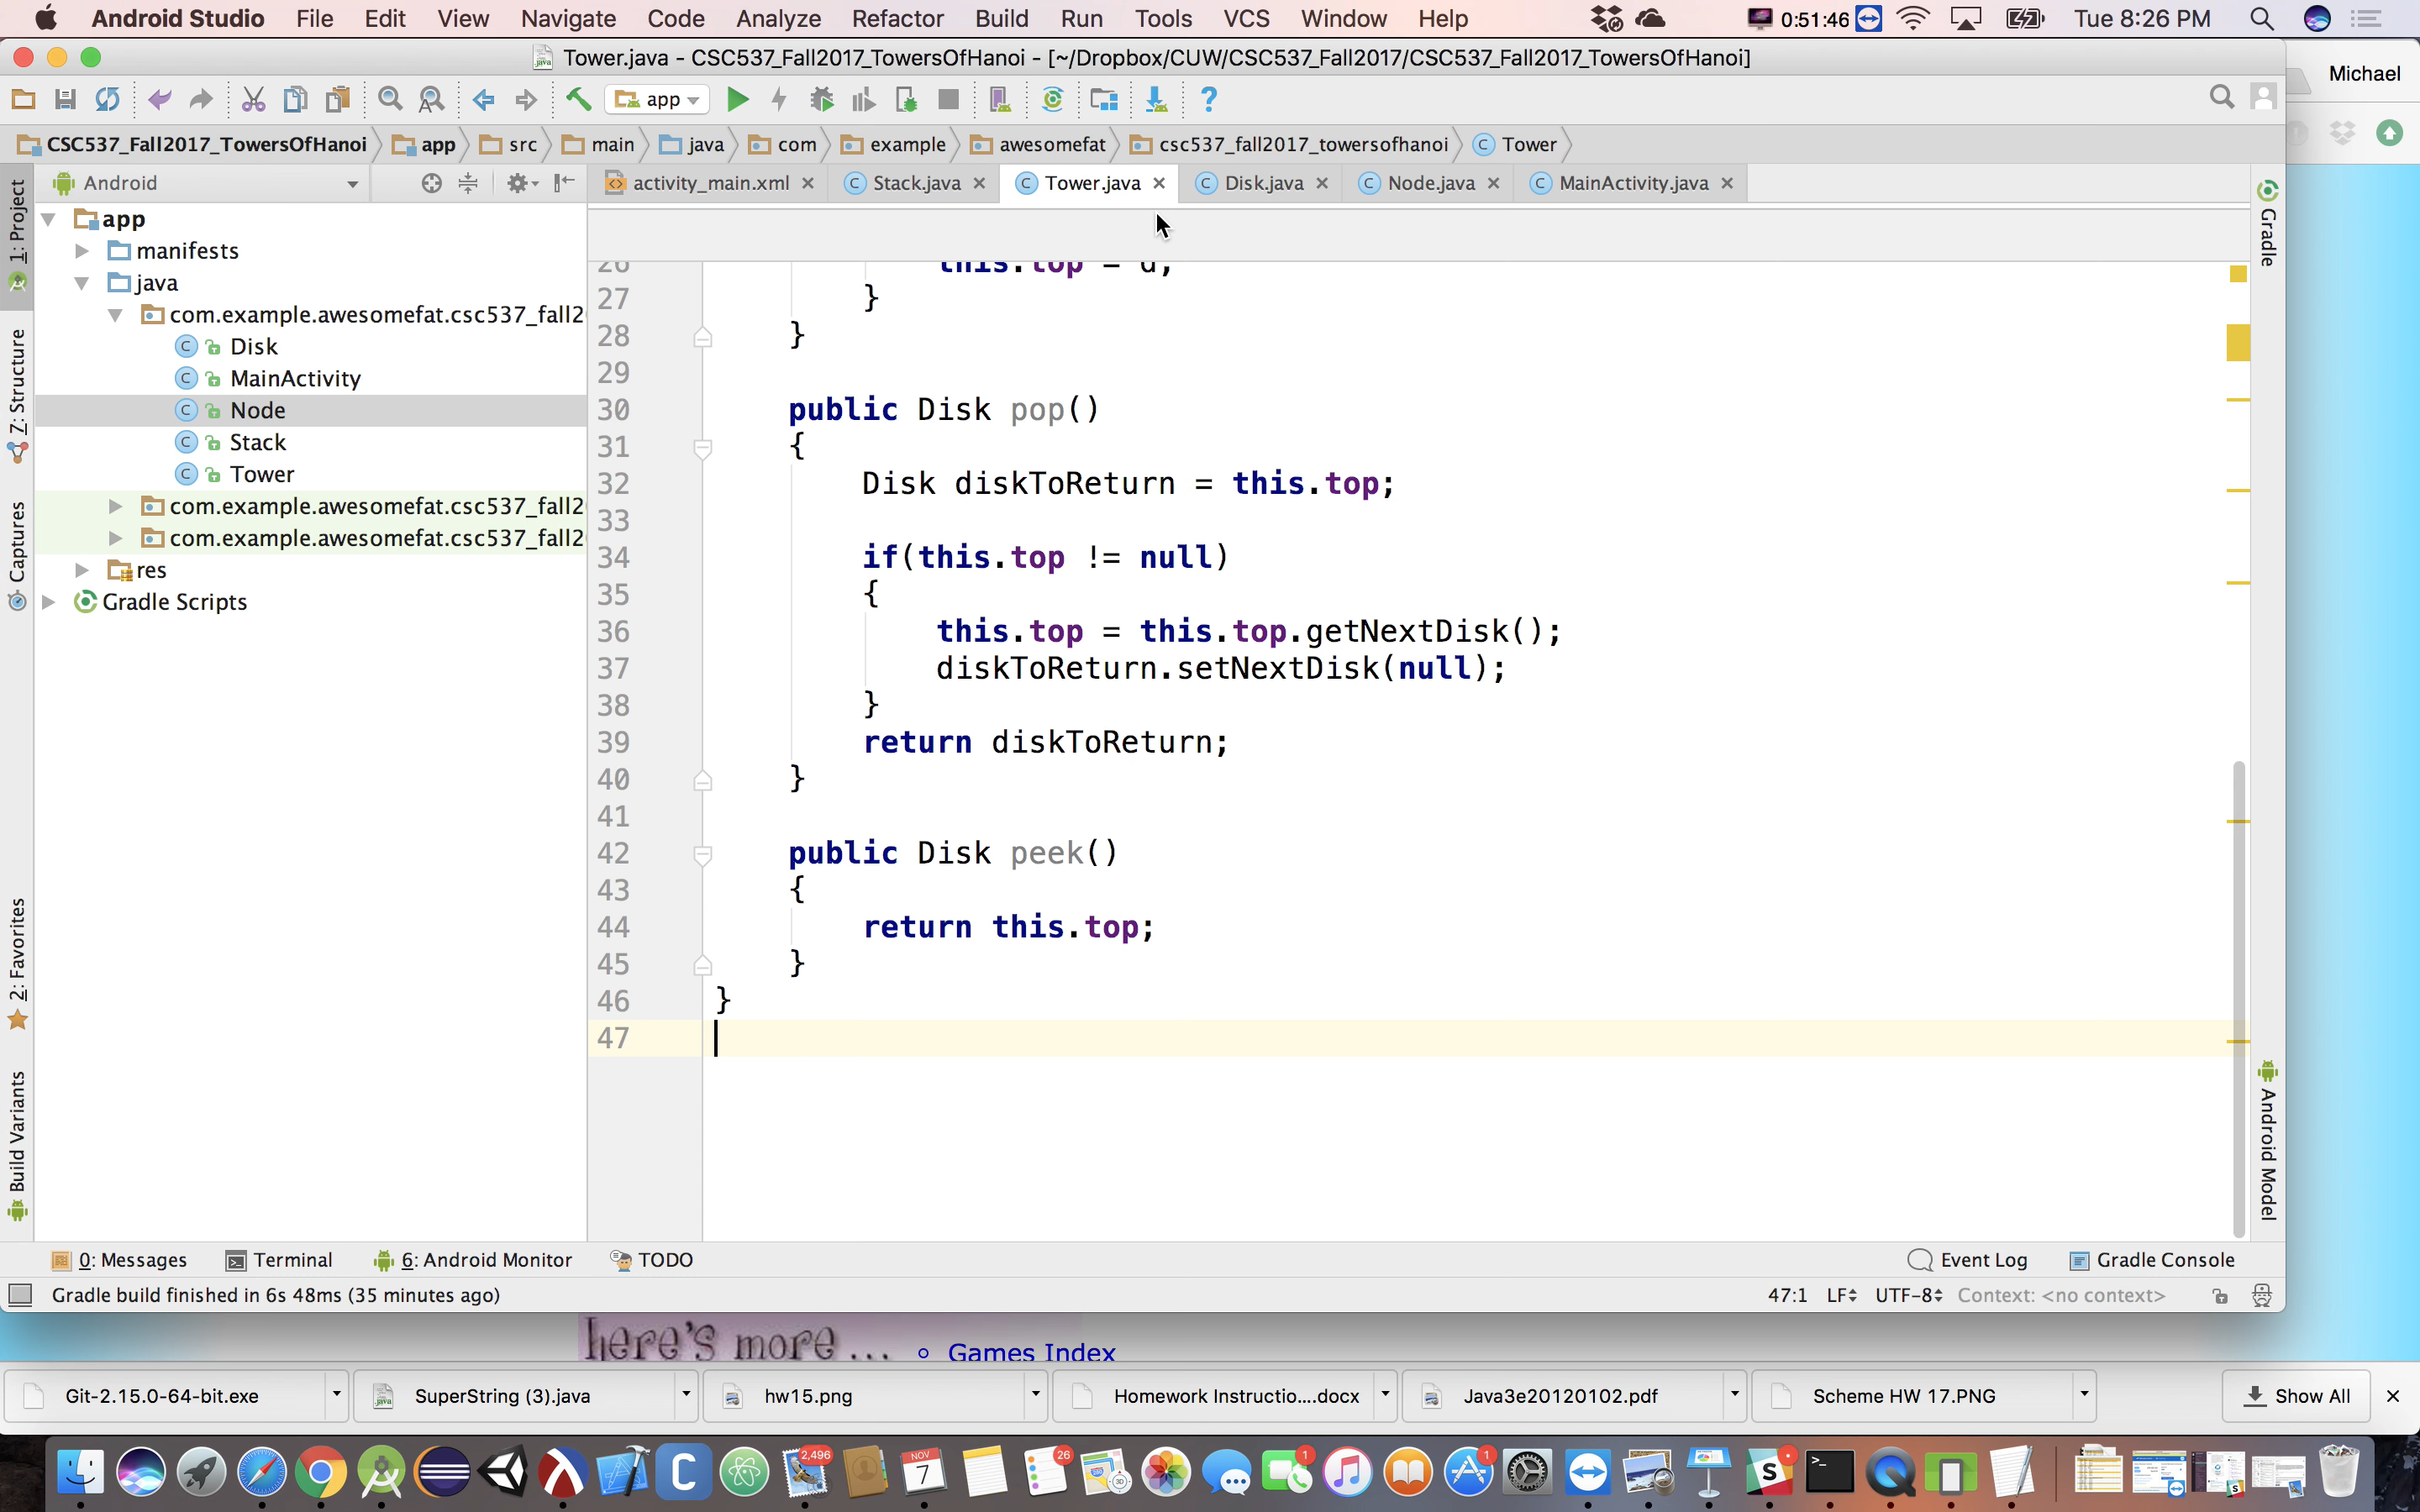 Android Studio File Edit View Navigate Code Analyze Refactor Build Run Tools VCS Window Help 0:51:46 Tue 8:26 PM
Tower.java - CSC537_Fall2017_TowersOfHanoi - [~/Dropbox/CUW/CSC537_Fall2017/CSC537_Fall2017_TowersOfHanoi]
Michael
app
CSC537_Fall2017_TowersOfHanoi app src main java com example awesomefat csc537_fall2017_towersofhanoi Tower
Android
activity_main.xml Stack.java Tower.java Disk.java Node.java MainActivity.java
1: Project
Z: Structure
Captures
2: Favorites
Build Variants
app
manifests
java
com.example.awesomefat.csc537_fall2
Disk
MainActivity
Node
Stack
Tower
com.example.awesomefat.csc537_fall2
com.example.awesomefat.csc537_fall2
res
Gradle Scripts
26 this.top = d;
27 }
28 }
29
30 public Disk pop()
31 {
32 Disk diskToReturn = this.top;
33
34 if(this.top != null)
35 {
36 this.top = this.top.getNextDisk();
37 diskToReturn.setNextDisk(null);
38 }
39 return diskToReturn;
40 }
41
42 public Disk peek()
43 {
44 return this.top;
45 }
46 }
47
Gradle
Android Model
0: Messages Terminal 6: Android Monitor TODO Event Log Gradle Console
Gradle build finished in 6s 48ms (35 minutes ago) 47:1 LF UTF-8 Context: <no context>
here's more ... Games Index
Git-2.15.0-64-bit.exe SuperString (3).java hw15.png Homework Instructio....docx Java3e20120102.pdf Scheme HW 17.PNG Show All
2,496 NOV 7 26 1 1